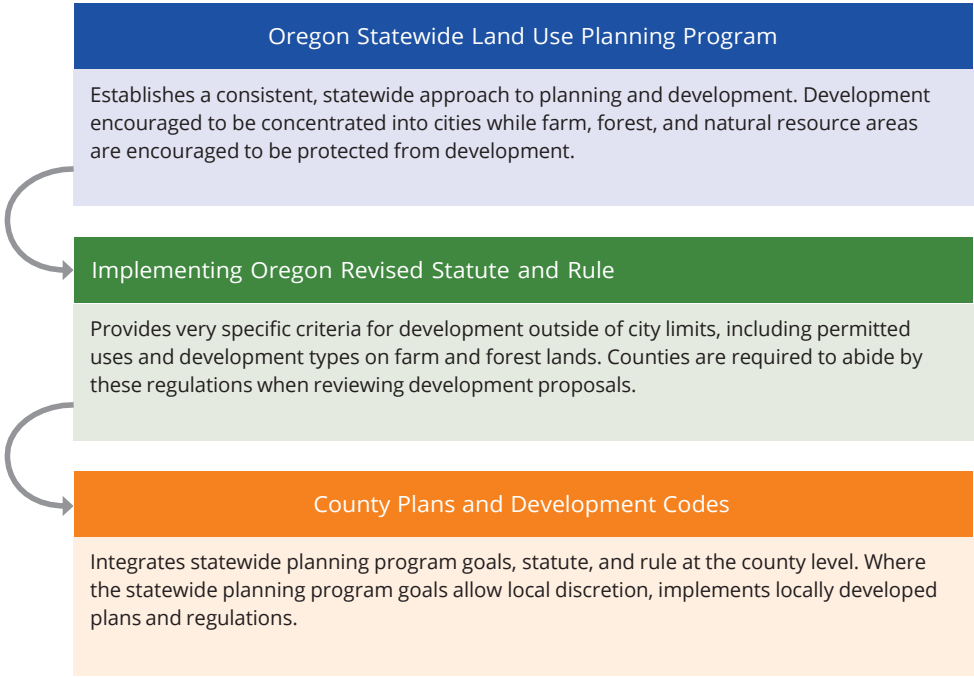 Oregon Statewide Land Use Planning Program
Establishes a consistent, statewide approach to planning and development. Development
encouraged to be concentrated into cities while farm, forest, and natural resource areas
are encouraged to be protected from development.
Implementing Oregon Revised Statute and Rule
Provides very specific criteria for development outside of city limits, including permitted
uses and development types on farm and forest lands. Counties are required to abide by
these regulations when reviewing development proposals.
County Plans and Development Codes
Integrates statewide planning program goals, statute, and rule at the county level. Where
the statewide planning program goals allow local discretion, implements locally developed
plans and regulations.